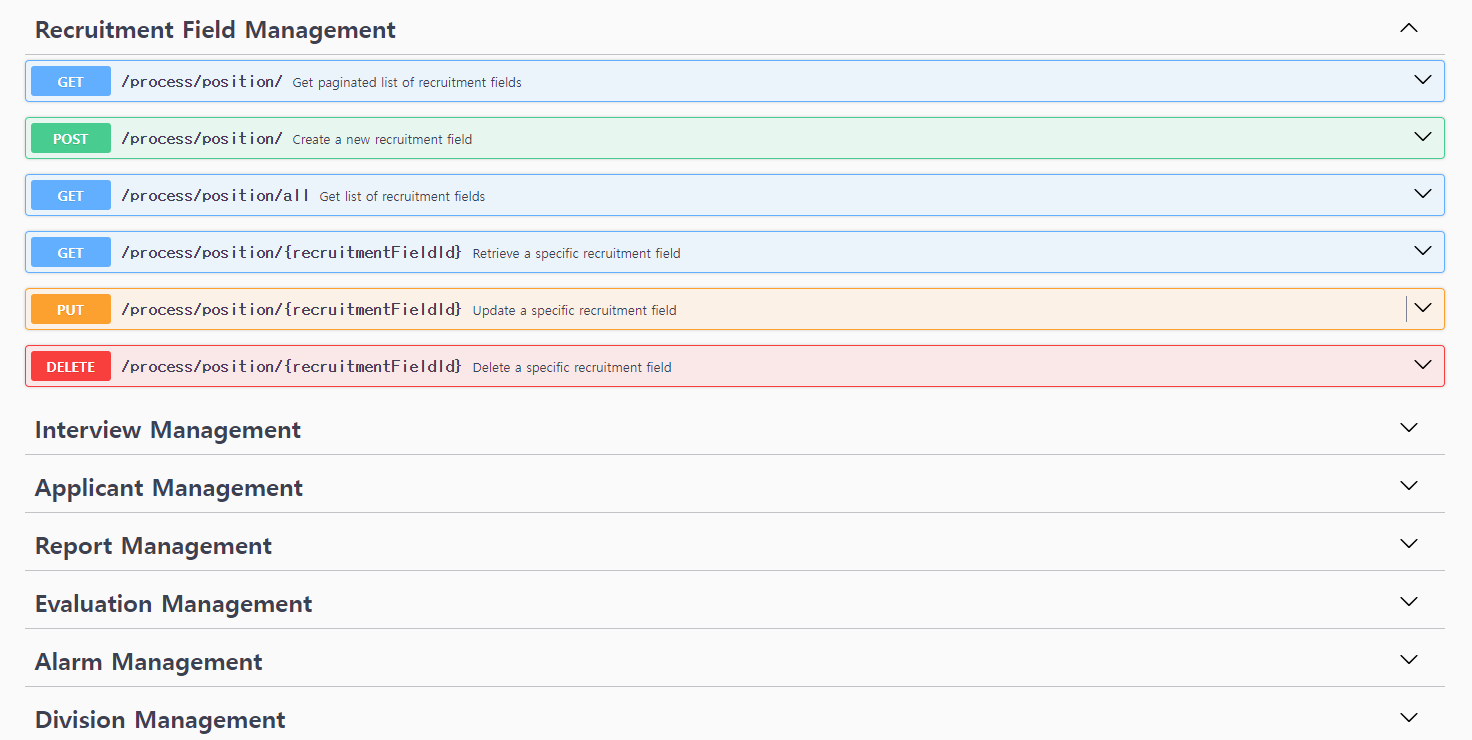 Recruitment Field Management
GET /process/position/ Get paginated list of recruitment fields
POST /process/position/ Create a new recruitment field
GET /process/position/all Get list of recruitment fields
GET /process/position/{recruitmentFieldId} Retrieve a specific recruitment field
PUT /process/position/{recruitmentFieldId} Update a specific recruitment field
DELETE /process/position/{recruitmentFieldId} Delete a specific recruitment field
Interview Management
Applicant Management
Report Management
Evaluation Management
Alarm Management
Division Management